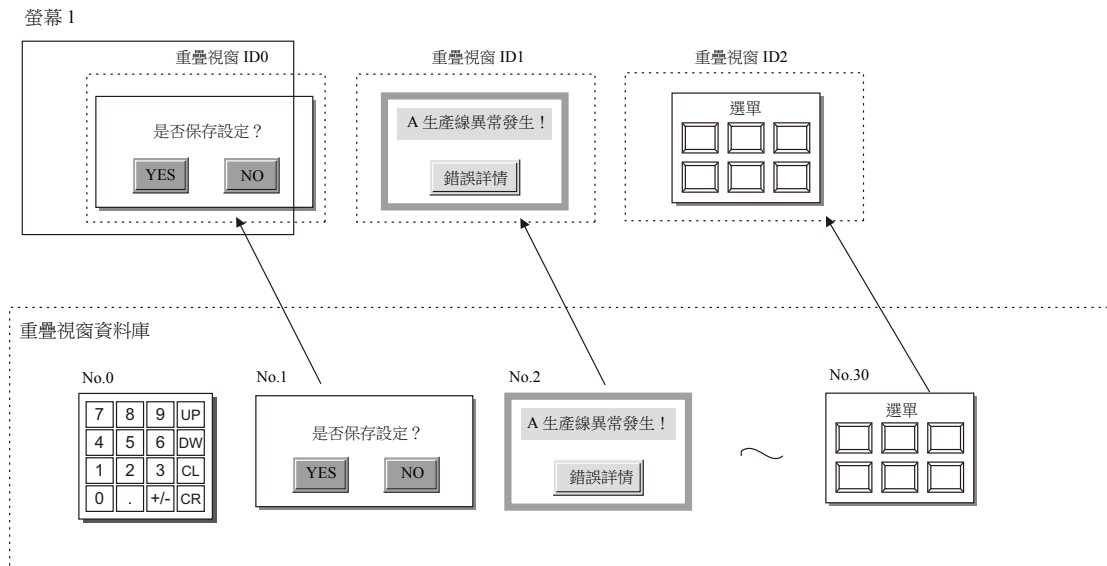 螢幕 1
重疊視窗 ID0
重疊視窗 ID1
重疊視窗 ID2
是否保存設定？
YES
NO
A 生產線異常發生！
錯誤詳情
選單
重疊視窗資料庫
No.0
No.1
No.2
No.30
7 8 9 UP
4 5 6 DW
1 2 3 CL
0 . +/- CR
是否保存設定？
YES
NO
A 生產線異常發生！
錯誤詳情
選單